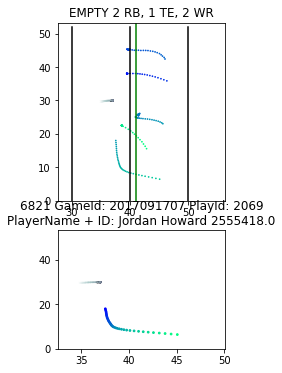 EMPTY 2 RB, 1 TE, 2 WR
50
40
30
20
10
0
30 40 50
6821 GameId: 2017091707 PlayId: 2069
PlayerName + ID: Jordan Howard 2555418.0
40
20
0
35 40 45 50